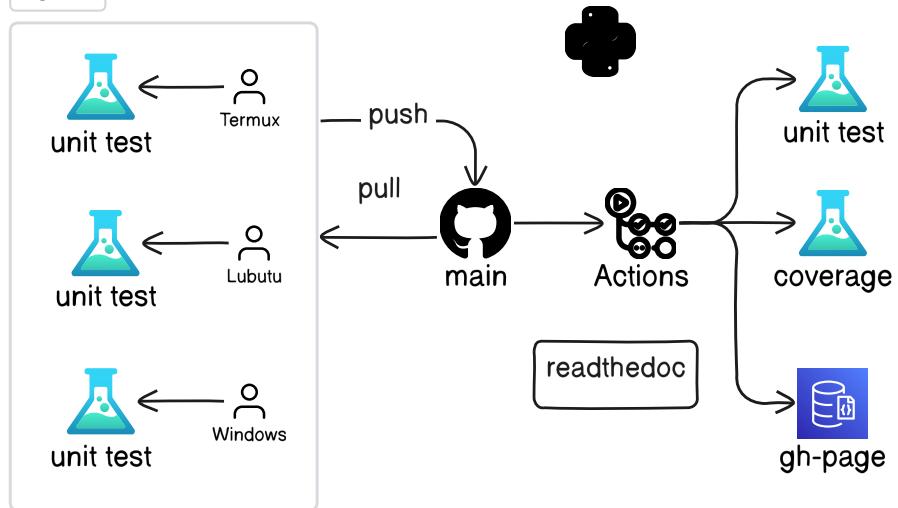 unit test
Termux
push
unit test
pull
unit test
Lubutu
main
Actions
coverage
readthedoc
unit test
Windows
gh-page